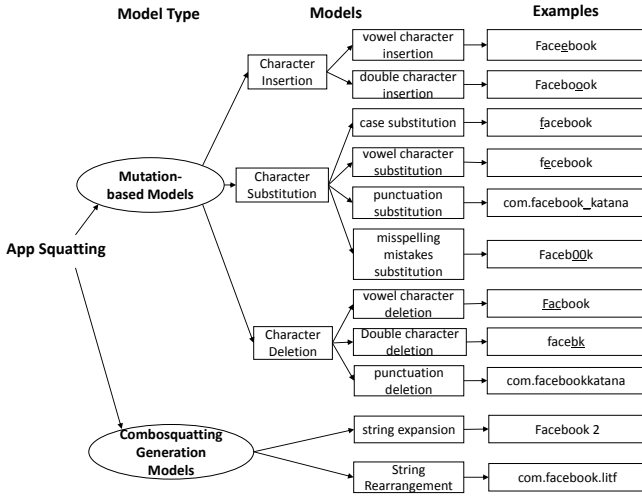 Model Type
Models
Examples
Character
Insertion
vowel character
insertion
Faceebook
double character
insertion
Faceboook
Mutation-
based Models
Character
Substitution
case substitution
facebook
vowel character
substitution
fecebook
punctuation
substitution
com.facebook_katana
misspelling
mistakes
substitution
Faceb00k
App Squatting
Character
Deletion
vowel character
deletion
Facbook
Double character
deletion
facebk
punctuation
deletion
com.facebookkatana
Combosquatting
Generation
Models
string expansion
Facebook 2
String
Rearrangement
com.facebook.litf